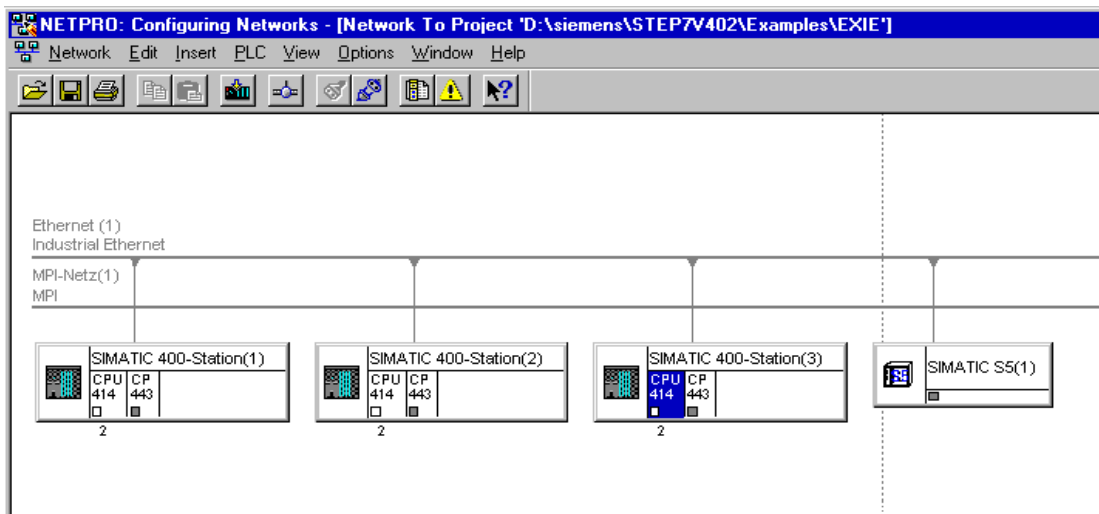 NETPRO: Configuring Networks - [Network To Project 'D:\siemens\STEP7V402\Examples\EXIE']
Network Edit Insert PLC View Options Window Help
Ethernet (1)
Industrial Ethernet
MPI-Netz(1)
MPI
SIMATIC 400-Station(1)
CPU CP
414 443
2
SIMATIC 400-Station(2)
CPU CP
414 443
2
SIMATIC 400-Station(3)
CPU CP
414 443
2
SIMATIC S5(1)